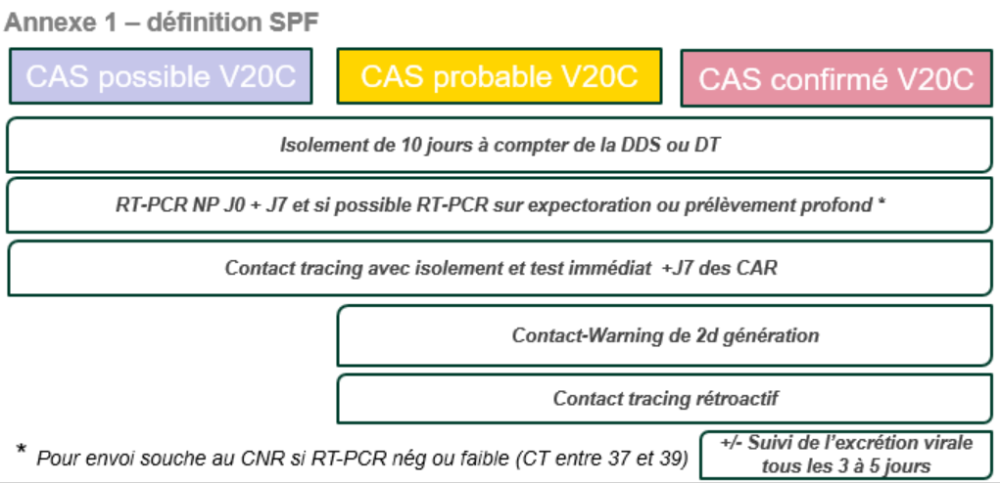 Annexe 1 – définition SPF
CAS possible V20C
CAS probable V20C
CAS confirmé V20C
Isolement de 10 jours à compter de la DDS ou DT
RT-PCR NP J0 + J7 et si possible RT-PCR sur expectoration ou prélèvement profond *
Contact tracing avec isolement et test immédiat +J7 des CAR
Contact-Warning de 2d génération
Contact tracing rétroactif
* Pour envoi souche au CNR si RT-PCR nég ou faible (CT entre 37 et 39)
+/- Suivi de l’excrétion virale
tous les 3 à 5 jours